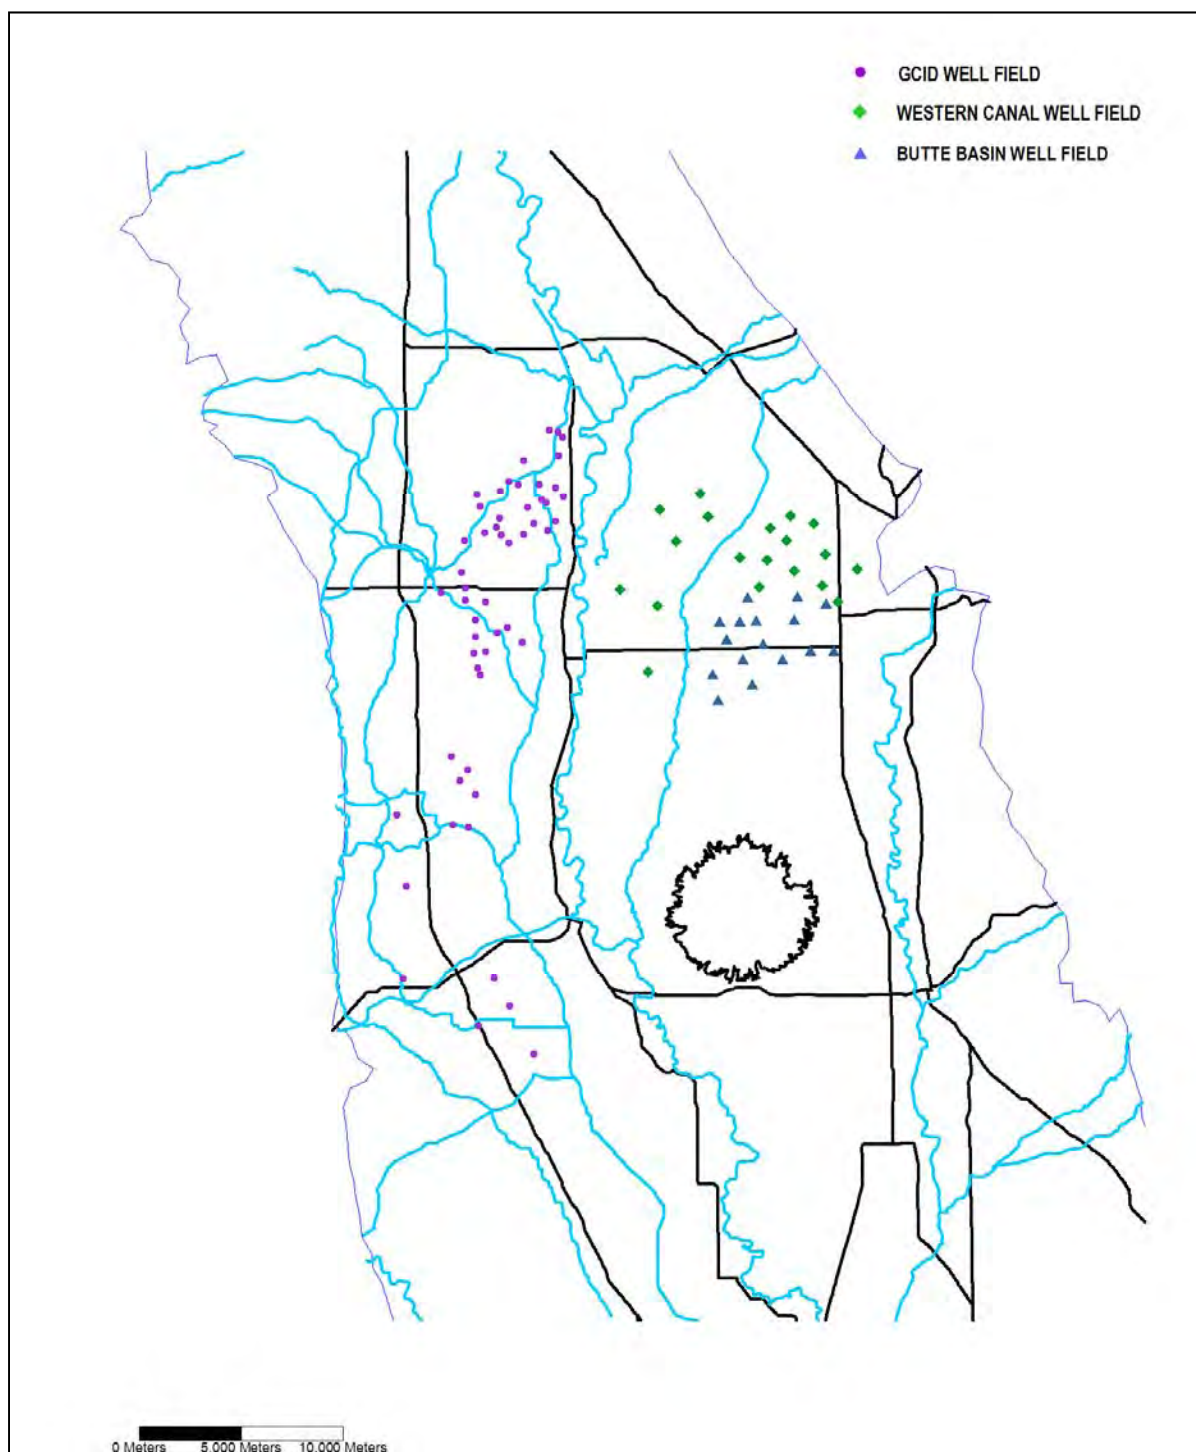 GCID WELL FIELD
WESTERN CANAL WELL FIELD
BUTTE BASIN WELL FIELD
0 Meters 5,000 Meters 10,000 Meters